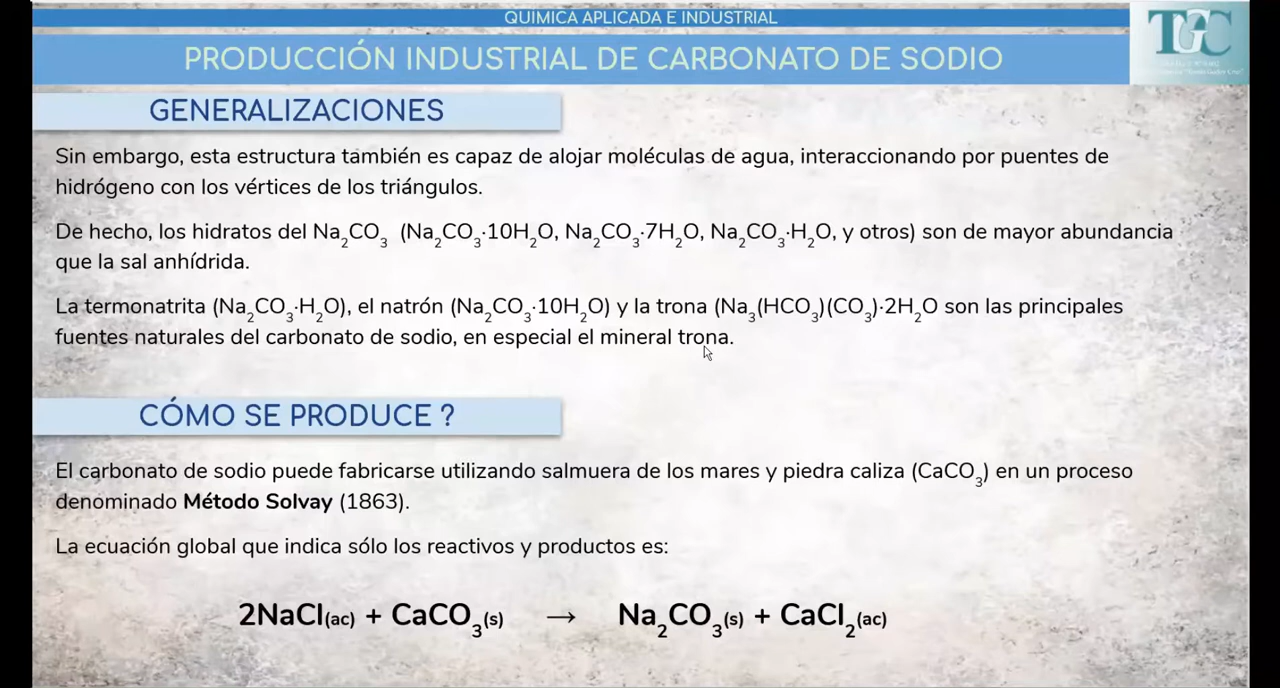 QUIMICA APLICADA E INDUSTRIAL
PRODUCCIÓN INDUSTRIAL DE CARBONATO DE SODIO
TGC
GENERALIZACIONES
Sin embargo, esta estructura también es capaz de alojar moléculas de agua, interaccionando por puentes de
hidrógeno con los vértices de los triángulos.
De hecho, los hidratos del Na₂CO₃ (Na₂CO₃·10H₂O, Na₂CO₃·7H₂O, Na₂CO₃·H₂O, y otros) son de mayor abundancia
que la sal anhídrida.
La termonatrita (Na₂CO₃·H₂O), el natrón (Na₂CO₃·10H₂O) y la trona (Na₃(HCO₃)(CO₃)·2H₂O son las principales
fuentes naturales del carbonato de sodio, en especial el mineral trona.
CÓMO SE PRODUCE ?
El carbonato de sodio puede fabricarse utilizando salmuera de los mares y piedra caliza (CaCO₃) en un proceso
denominado Método Solvay (1863).
La ecuación global que indica sólo los reactivos y productos es:
2NaCl(ac) + CaCO₃(s) → Na₂CO₃(s) + CaCl₂(ac)